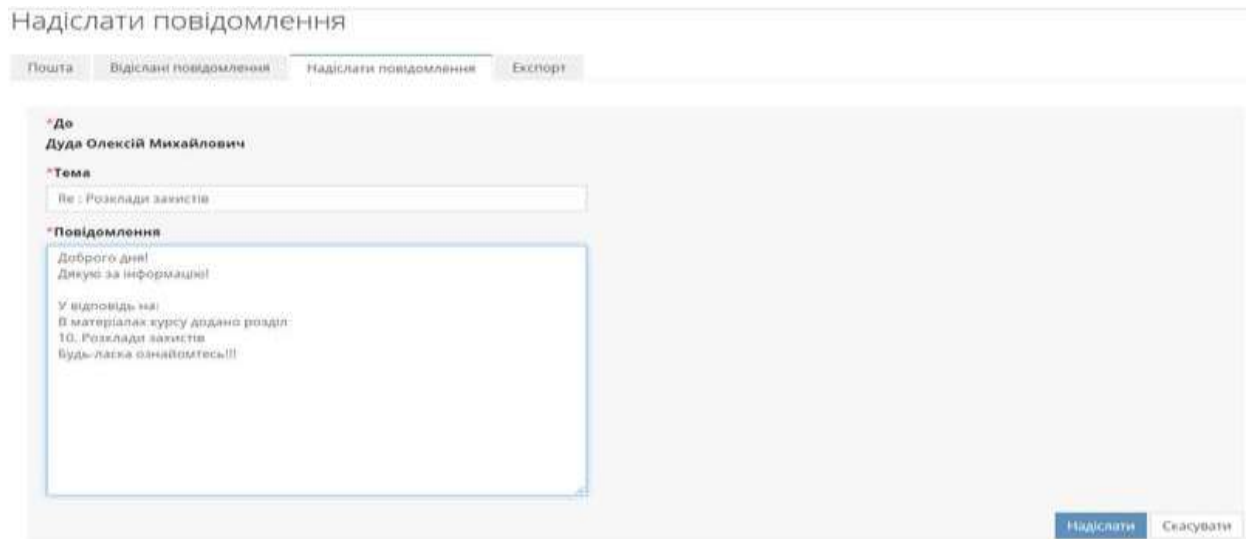 Надіслати повідомлення
Пошта Відіслані повідомлення Надіслати повідомлення Експорт
*До
Дуда Олексій Михайлович
*Тема
Re : Розклади захистів
*Повідомлення
Доброго дня!
Дякую за інформацію!
У відповідь на:
В матеріалах курсу додано розділ
10. Розклади захистів
Будь-ласка ознайомтесь!!!
Надіслати Скасувати